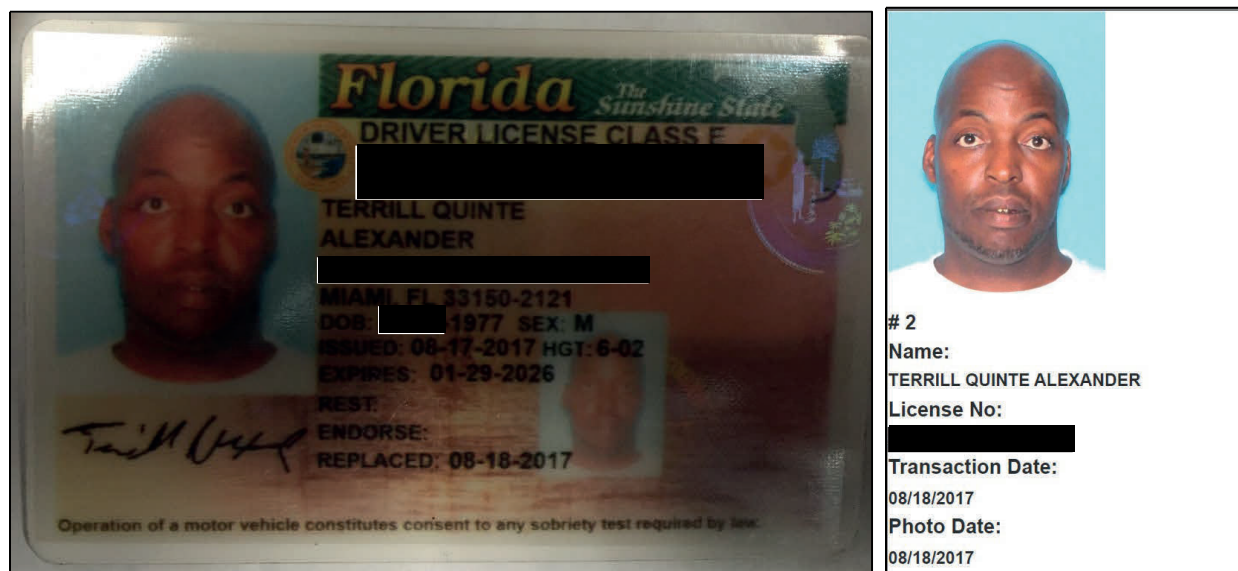 Florida The Sunshine State
DRIVER LICENSE CLASS E
TERRILL QUINTE
ALEXANDER
MIAMI, FL 33150-2121
DOB: -1977 SEX: M
ISSUED: 08-17-2017 HGT: 6-02
EXPIRES: 01-29-2026
REST:
ENDORSE:
REPLACED: 08-18-2017
Operation of a motor vehicle constitutes consent to any sobriety test required by law.
# 2
Name:
TERRILL QUINTE ALEXANDER
License No:
Transaction Date:
08/18/2017
Photo Date:
08/18/2017